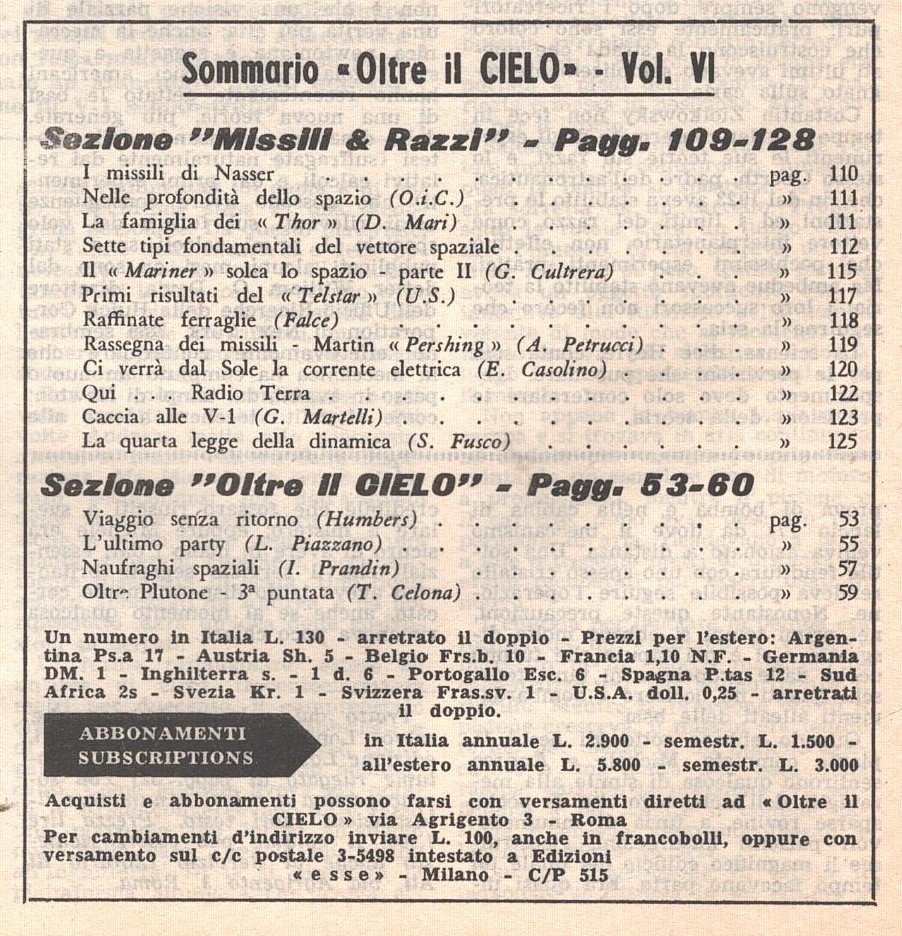 Sommario «Oltre il CIELO» - Vol. VI
Sezione "Missili & Razzi" - Pagg. 109-128
I missili di Nasser . . . . . . . . pag. 110
Nelle profondità dello spazio (O.i.C.) . . . . . . » 111
La famiglia dei «Thor» (D. Mari) . . . . . . » 111
Sette tipi fondamentali del vettore spaziale . . . . . » 112
Il «Mariner» solca lo spazio - parte II (G. Cultrera) . . . » 115
Primi risultati del «Telstar» (U.S.) . . . . . . » 117
Raffinate ferraglie (Falce) . . . . . . . . » 118
Rassegna dei missili - Martin «Pershing» (A. Petrucci) . . » 119
Ci verrà dal Sole la corrente elettrica (E. Casolino) . . . » 120
Qui . . . Radio Terra . . . . . . . » 122
Caccia alle V-1 (G. Martelli) . . . . . . . » 123
La quarta legge della dinamica (S. Fusco) . . . . » 125
Sezione "Oltre il CIELO" - Pagg. 53-60
Viaggio senza ritorno (Humbers) . . . . . . . pag. 53
L'ultimo party (L. Piazzano) . . . . . . . » 55
Naufraghi spaziali (I. Prandin) . . . . . . . » 57
Oltre Plutone - 3ª puntata (T. Celona) . . . . . » 59
Un numero in Italia L. 130 - arretrato il doppio - Prezzi per l'estero: Argen-
tina Ps.a 17 - Austria Sh. 5 - Belgio Frs.b. 10 - Francia 1,10 N.F. - Germania
DM. 1 - Inghilterra s. - 1 d. 6 - Portogallo Esc. 6 - Spagna P.tas 12 - Sud
Africa 2s - Svezia Kr. 1 - Svizzera Fras.sv. 1 - U.S.A. doll. 0,25 - arretrati
il doppio.
ABBONAMENTI
SUBSCRIPTIONS
in Italia annuale L. 2.900 - semestr. L. 1.500 -
all'estero annuale L. 5.800 - semestr. L. 3.000
Acquisti e abbonamenti possono farsi con versamenti diretti ad «Oltre il
CIELO» via Agrigento 3 - Roma
Per cambiamenti d'indirizzo inviare L. 100, anche in francobolli, oppure con
versamento sul c/c postale 3-5498 intestato a Edizioni
«esse» - Milano - C/P 515